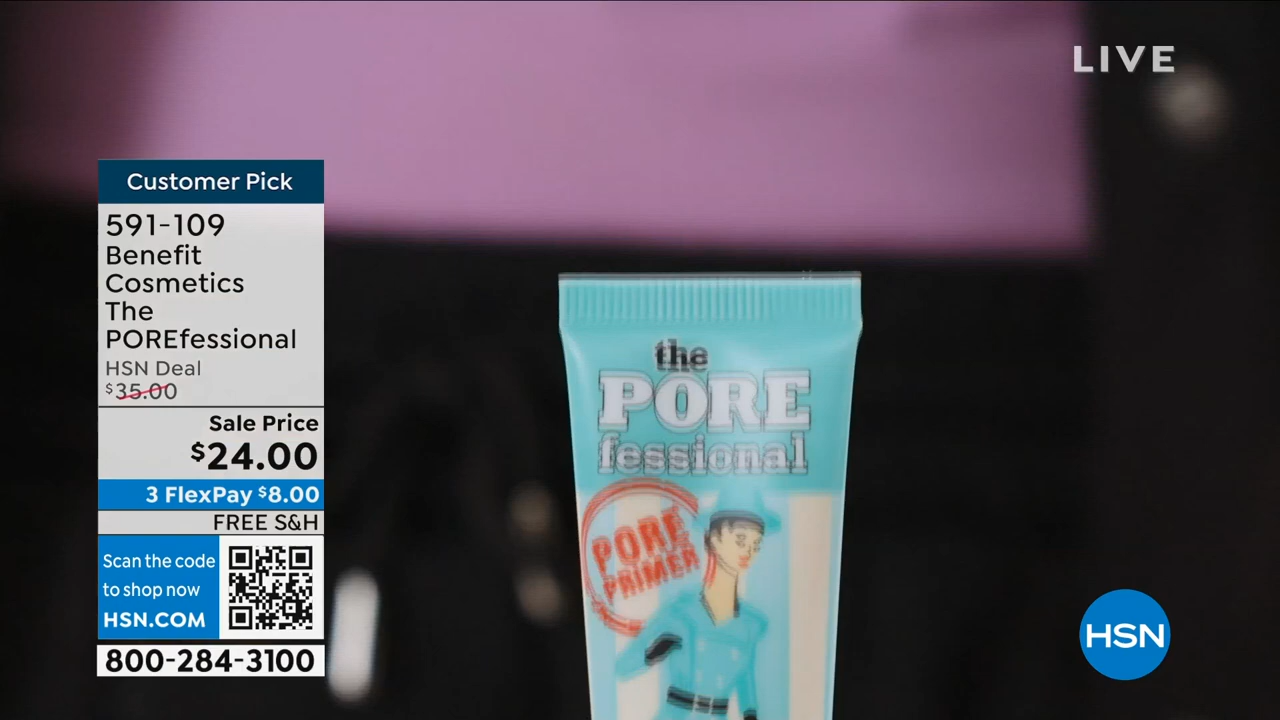 LIVE
Customer Pick
591-109
Benefit
Cosmetics
The
POREfessional
HSN Deal
$35.00
Sale Price
$24.00
3 FlexPay $8.00
FREE S&H
Scan the code
to shop now
HSN.COM
800-284-3100
the
PORE
fessional
PORE
PRIMER
HSN